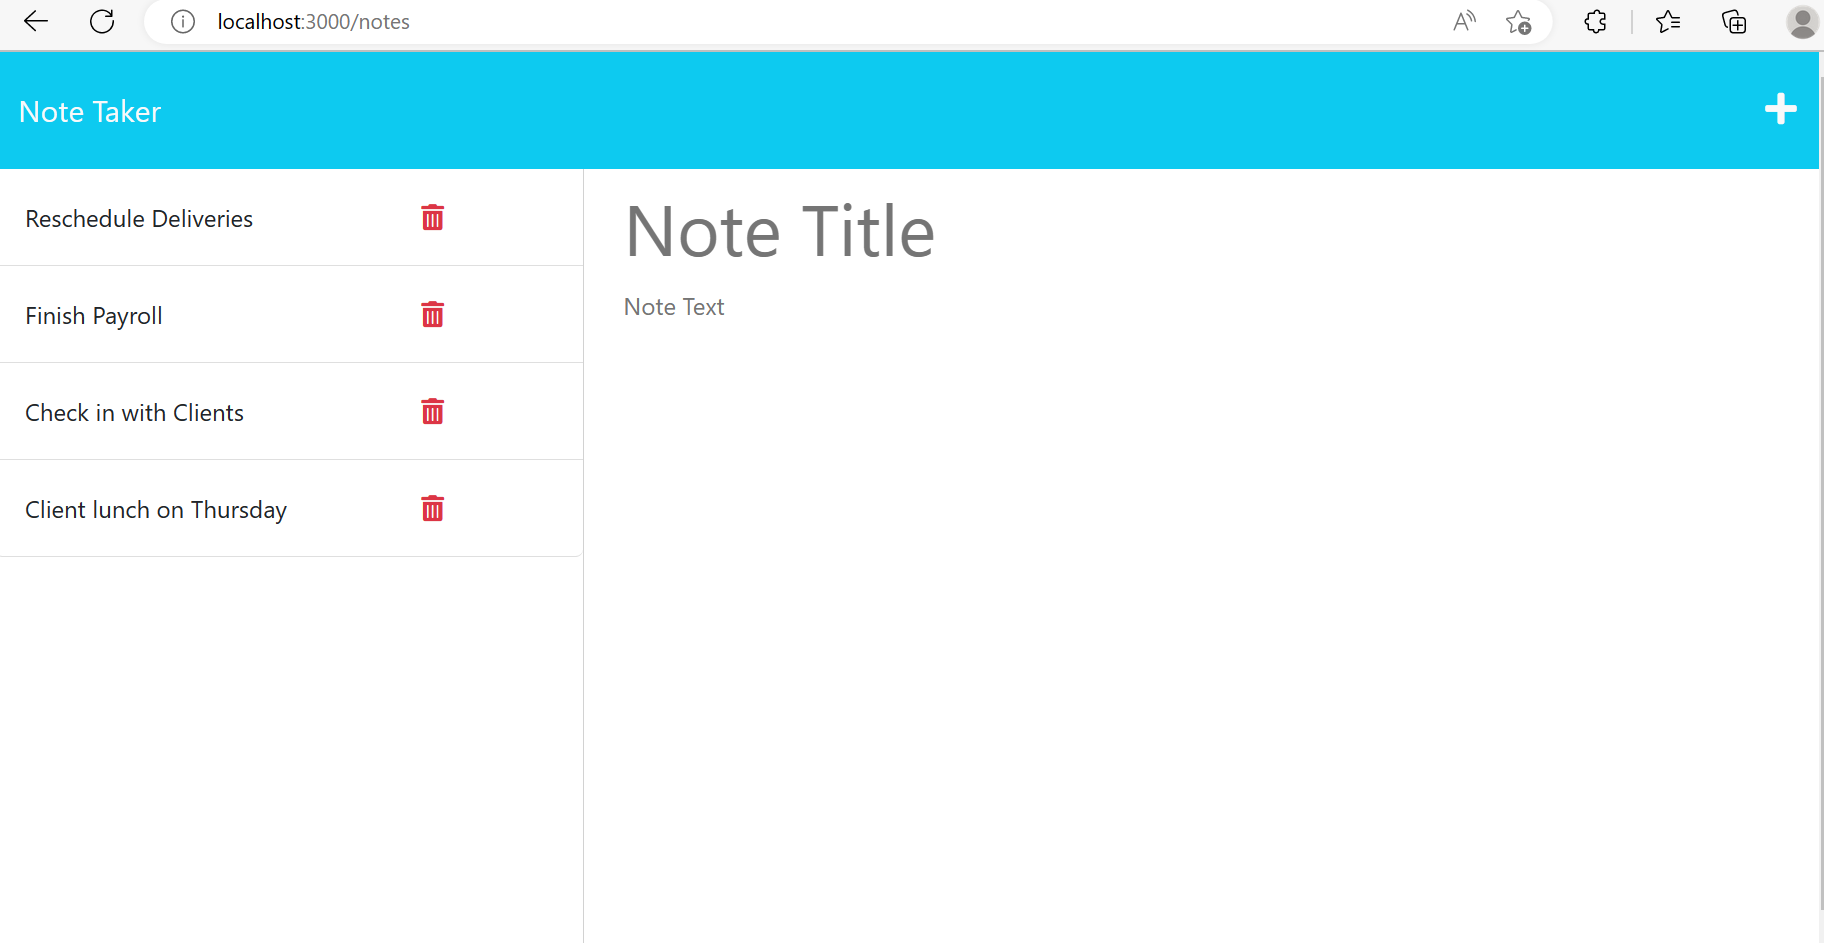 localhost:3000/notes
Note Taker
Reschedule Deliveries
Finish Payroll
Check in with Clients
Client lunch on Thursday
Note Title
Note Text